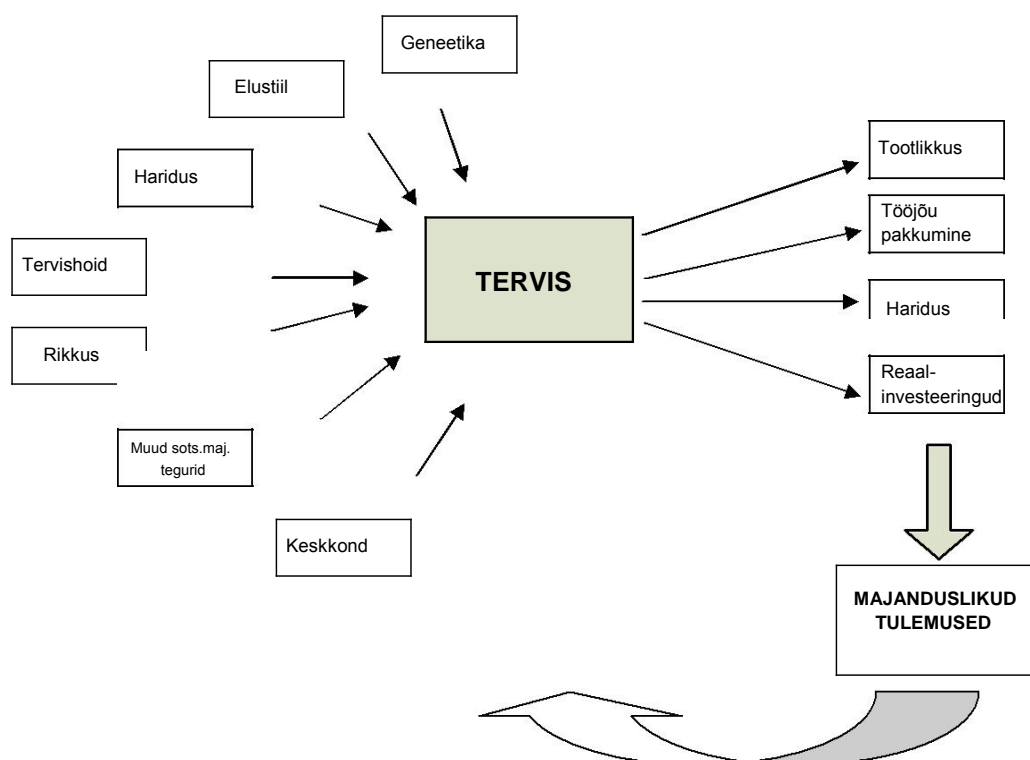 Geneetika
Elustiil
Haridus
Tervishoid
Rikkus
Muud sots.maj.
tegurid
Keskkond
TERVIS
Tootlikkus
Tööjõu
pakkumine
Haridus
Reaal-
investeeringud
MAJANDUSLIKUD
TULEMUSED